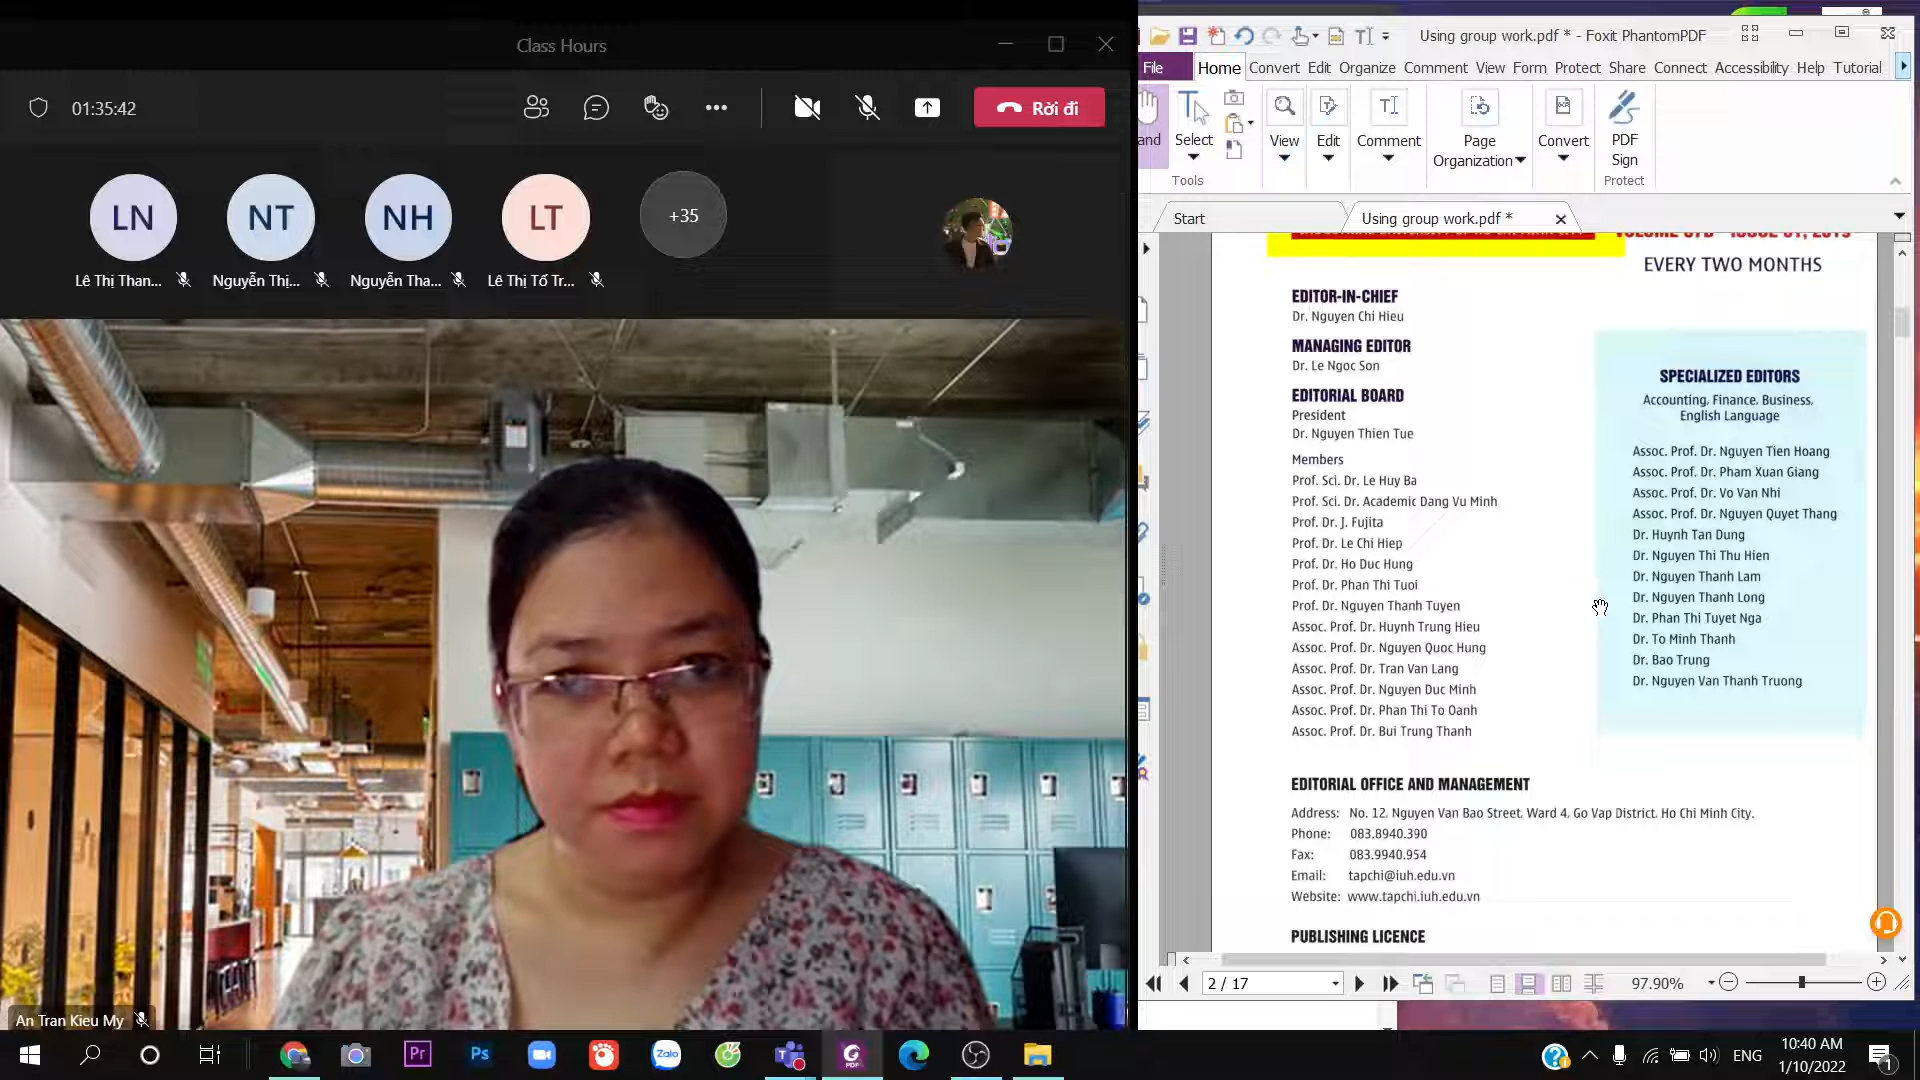 Class Hours
01:35:42
Rời đi
LN
NT
NH
LT
+35
Lê Thị Than...
Nguyễn Thị...
Nguyễn Tha...
Lê Thị Tố Tr...
An Tran Kieu My
Using group work.pdf * - Foxit PhantomPDF
File
Home
Convert
Edit
Organize
Comment
View
Form
Protect
Share
Connect
Accessibility
Help
Tutorial
and
Select
View
Edit
Comment
Page
Organization
Convert
PDF
Sign
Tools
Protect
Start
Using group work.pdf *
EVERY TWO MONTHS
EDITOR-IN-CHIEF
Dr. Nguyen Chi Hieu
MANAGING EDITOR
Dr. Le Ngoc Son
EDITORIAL BOARD
President
Dr. Nguyen Thien Tue
Members
Prof. Sci. Dr. Le Huy Ba
Prof. Sci. Dr. Academic Dang Vu Minh
Prof. Dr. J. Fujita
Prof. Dr. Le Chi Hiep
Prof. Dr. Ho Duc Hung
Prof. Dr. Phan Thi Tuoi
Prof. Dr. Nguyen Thanh Tuyen
Assoc. Prof. Dr. Huynh Trung Hieu
Assoc. Prof. Dr. Nguyen Quoc Hung
Assoc. Prof. Dr. Tran Van Lang
Assoc. Prof. Dr. Nguyen Duc Minh
Assoc. Prof. Dr. Phan Thi To Oanh
Assoc. Prof. Dr. Bui Trung Thanh
SPECIALIZED EDITORS
Accounting, Finance, Business,
English Language
Assoc. Prof. Dr. Nguyen Tien Hoang
Assoc. Prof. Dr. Pham Xuan Giang
Assoc. Prof. Dr. Vo Van Nhi
Assoc. Prof. Dr. Nguyen Quyet Thang
Dr. Huynh Tan Dung
Dr. Nguyen Thi Thu Hien
Dr. Nguyen Thanh Lam
Dr. Nguyen Thanh Long
Dr. Phan Thi Tuyet Nga
Dr. To Minh Thanh
Dr. Bao Trung
Dr. Nguyen Van Thanh Truong
EDITORIAL OFFICE AND MANAGEMENT
Address: No. 12, Nguyen Van Bao Street, Ward 4, Go Vap District, Ho Chi Minh City.
Phone: 083.8940.390
Fax: 083.9940.954
Email: tapchi@iuh.edu.vn
Website: www.tapchi.iuh.edu.vn
PUBLISHING LICENCE
2 / 17
97.90%
Pr
Ps
Zalo
ENG
10:40 AM
1/10/2022
1